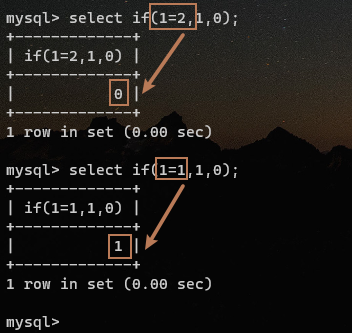 mysql> select if(1=2,1,0);
+-------------+
| if(1=2,1,0) |
+-------------+
|           0 |
+-------------+
1 row in set (0.00 sec)
mysql> select if(1=1,1,0);
+-------------+
| if(1=1,1,0) |
+-------------+
|           1 |
+-------------+
1 row in set (0.00 sec)
mysql>